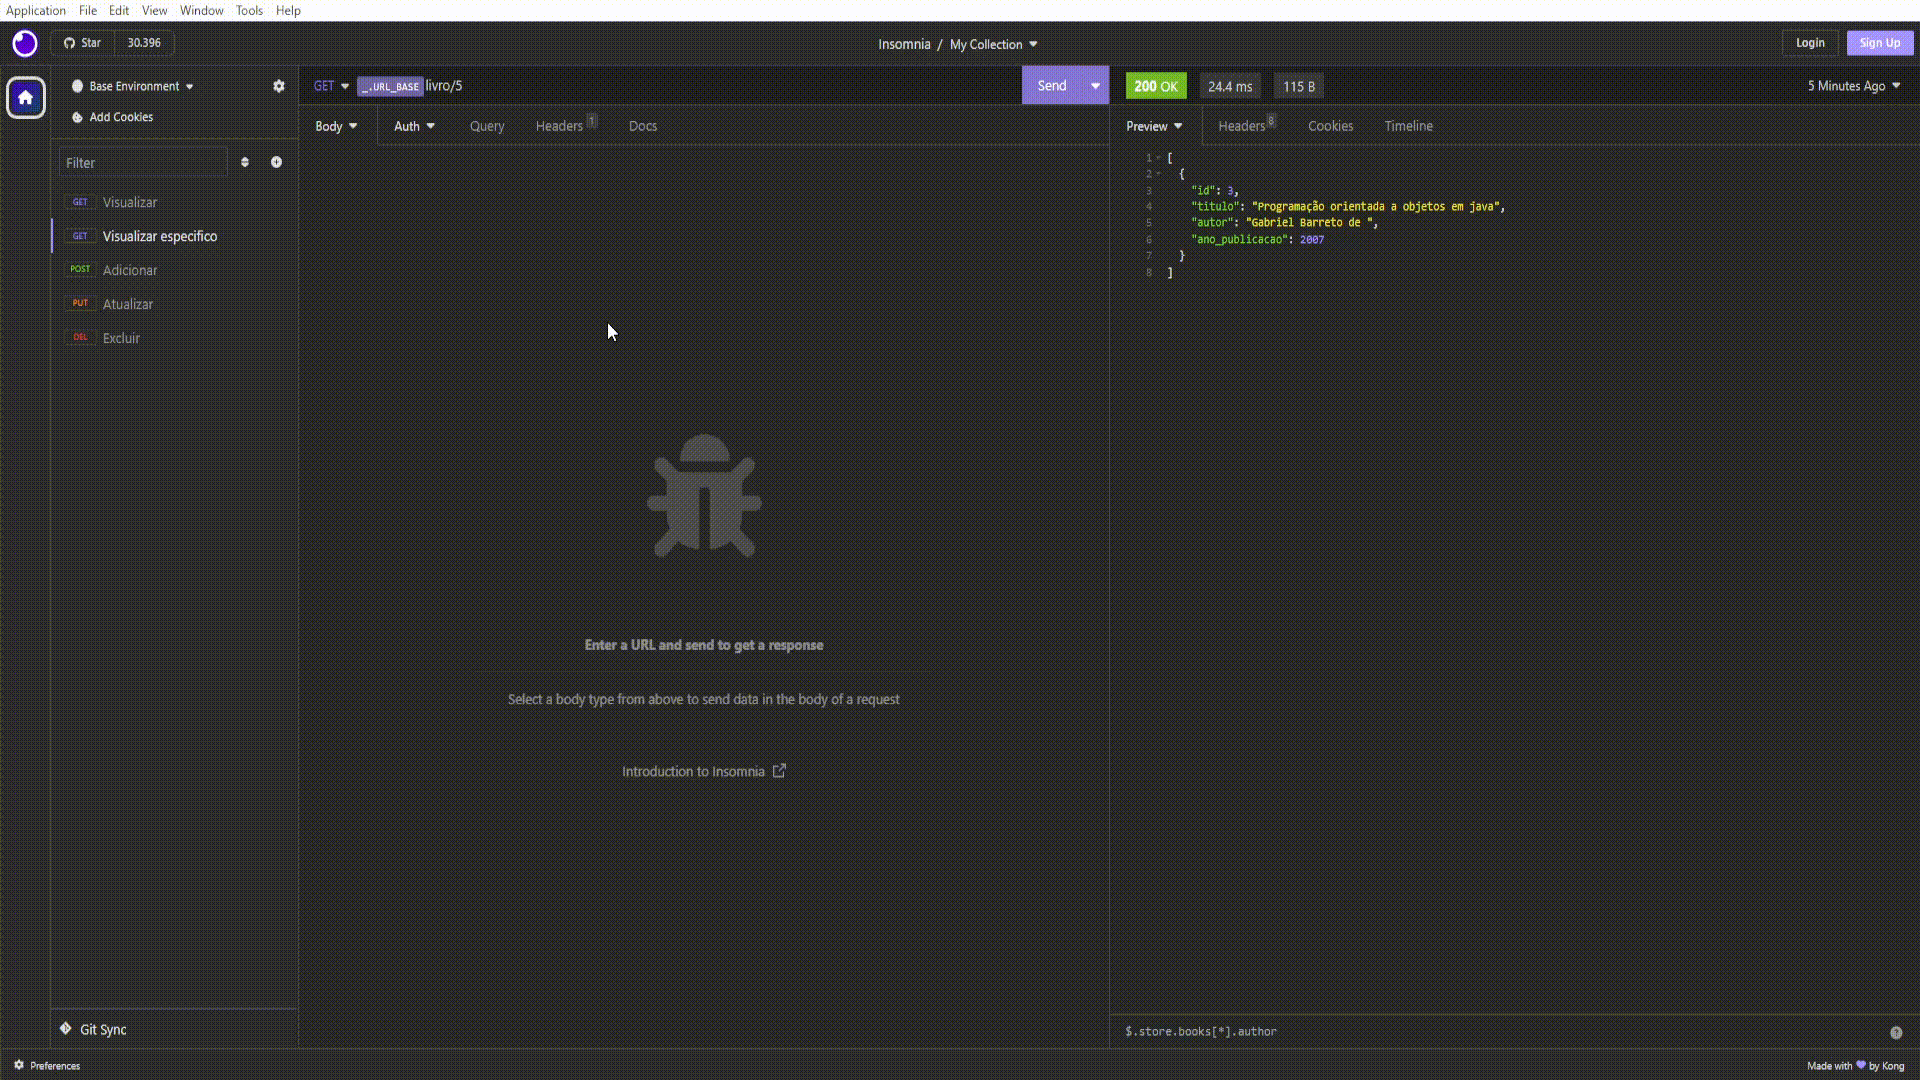 Application File Edit View Window Tools Help
Star 30.396
Insomnia / My Collection
Login Sign Up
Base Environment
Add Cookies
Filter
GET Visualizar
GET Visualizar especifico
POST Adicionar
PUT Atualizar
DEL Excluir
Git Sync
GET _.URL_BASE livro/5
Send
Body Auth Query Headers 1 Docs
Enter a URL and send to get a response
Select a body type from above to send data in the body of a request
Introduction to Insomnia
200 OK 24.4 ms 115 B
5 Minutes Ago
Preview Headers 8 Cookies Timeline
1 [
2 {
3 "id": 3,
4 "titulo": "Programação orientada a objetos em java",
5 "autor": "Gabriel Barreto de ",
6 "ano_publicacao": 2007
7 }
8 ]
$.store.books[*].author
?
Preferences
Made with by Kong